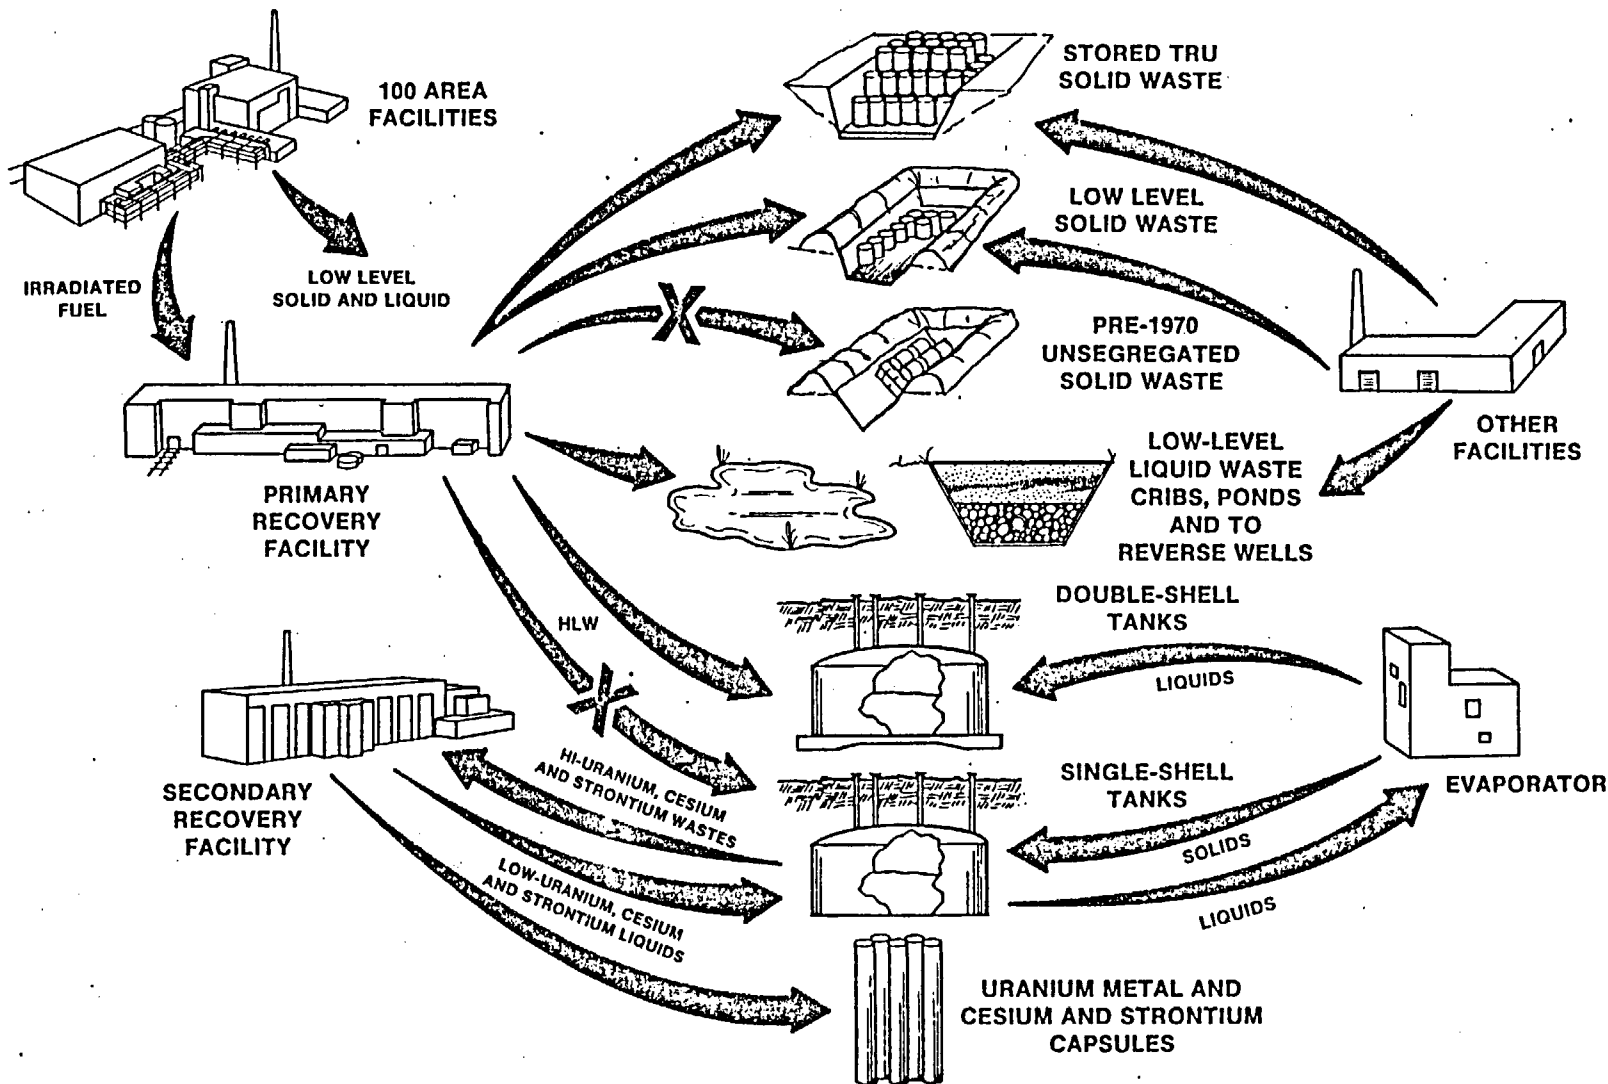 100 AREA
FACILITIES
STORED TRU
SOLID WASTE
LOW LEVEL
SOLID WASTE
IRRADIATED
FUEL
LOW LEVEL
SOLID AND LIQUID
PRE-1970
UNSEGREGATED
SOLID WASTE
OTHER
FACILITIES
PRIMARY
RECOVERY
FACILITY
LOW-LEVEL
LIQUID WASTE
CRIBS, PONDS
AND TO
REVERSE WELLS
HLW
DOUBLE-SHELL
TANKS
LIQUIDS
SECONDARY
RECOVERY
FACILITY
HI-URANIUM, CESIUM
AND STRONTIUM WASTES
SINGLE-SHELL
TANKS
EVAPORATOR
SOLIDS
LIQUIDS
LOW-URANIUM, CESIUM
AND STRONTIUM LIQUIDS
URANIUM METAL AND
CESIUM AND STRONTIUM
CAPSULES